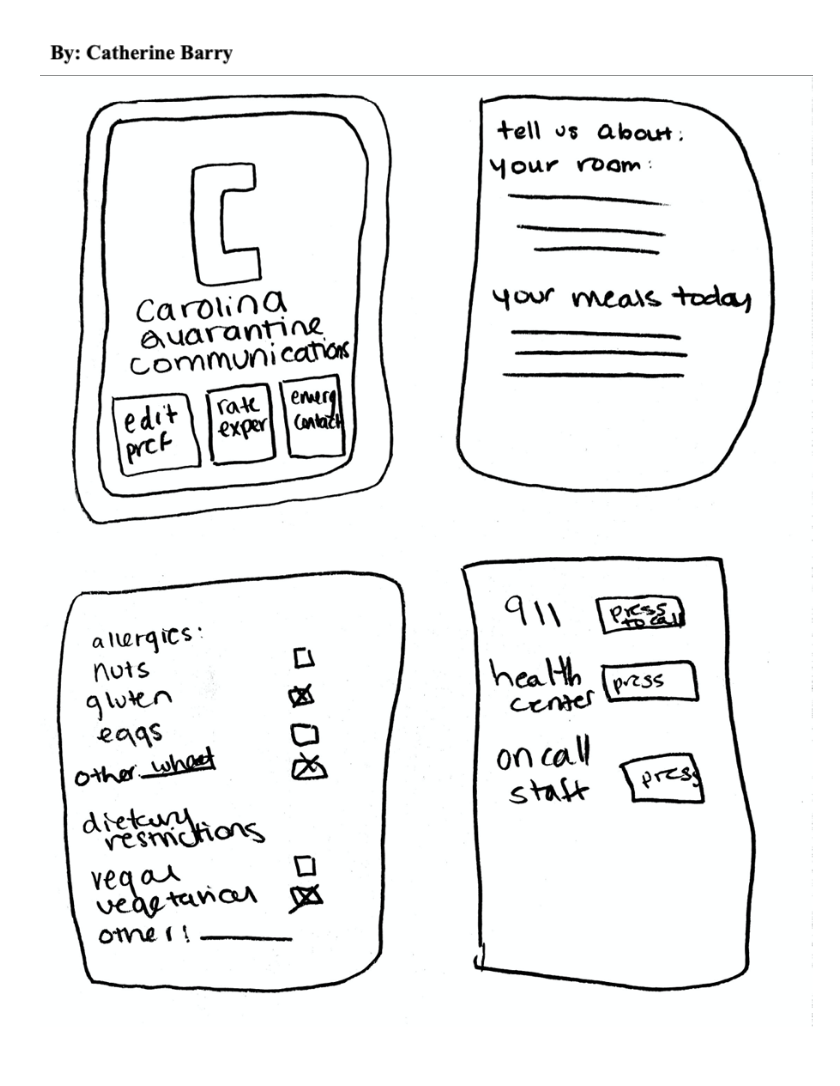 By: Catherine Barry
C
Carolina
Quarantine
communications
edit
pref
rate
exper
emerg
contact
tell us about:
your room:
your meals today
allergies:
nuts
gluten
eggs
other: wheat
dietary
restrictions
vegan
vegetarian
other:
911 press
to call
health
center press
on call
staff press